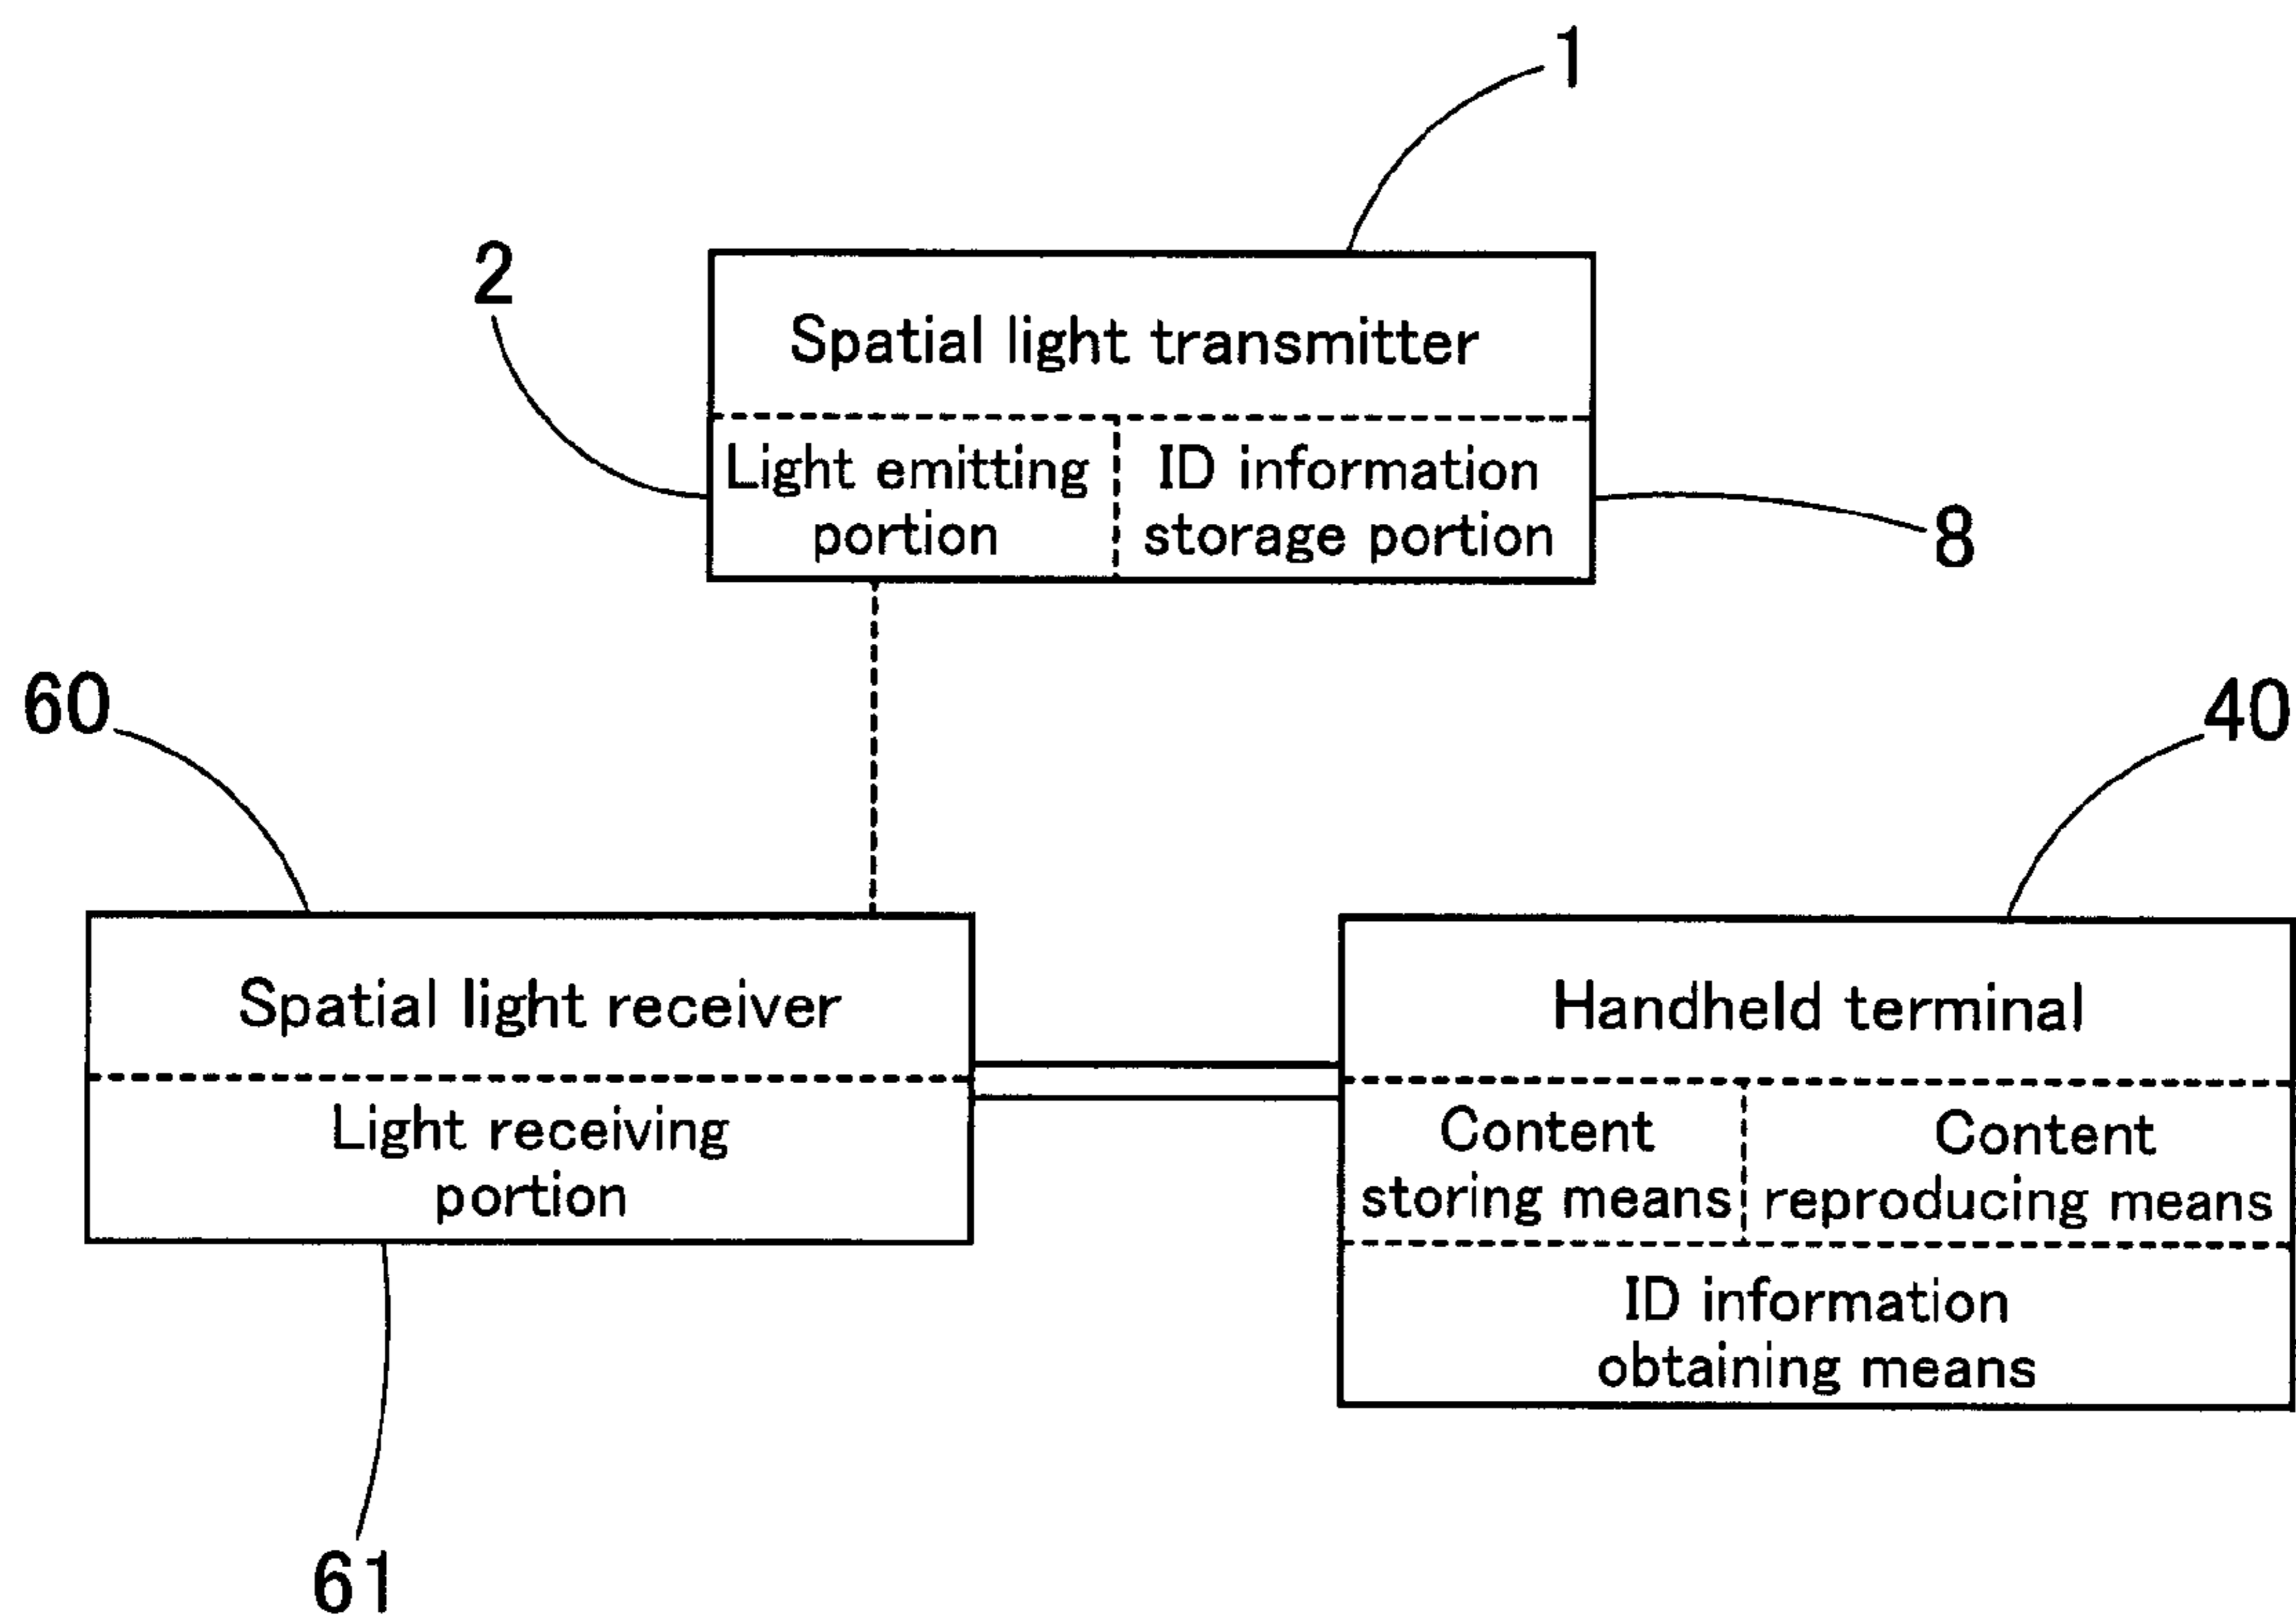 1
2
Spatial light transmitter
Light emitting
portion
ID information
storage portion
8
60
40
Spatial light receiver
Light receiving
portion
Handheld terminal
Content
storing means
Content
reproducing means
ID information
obtaining means
61